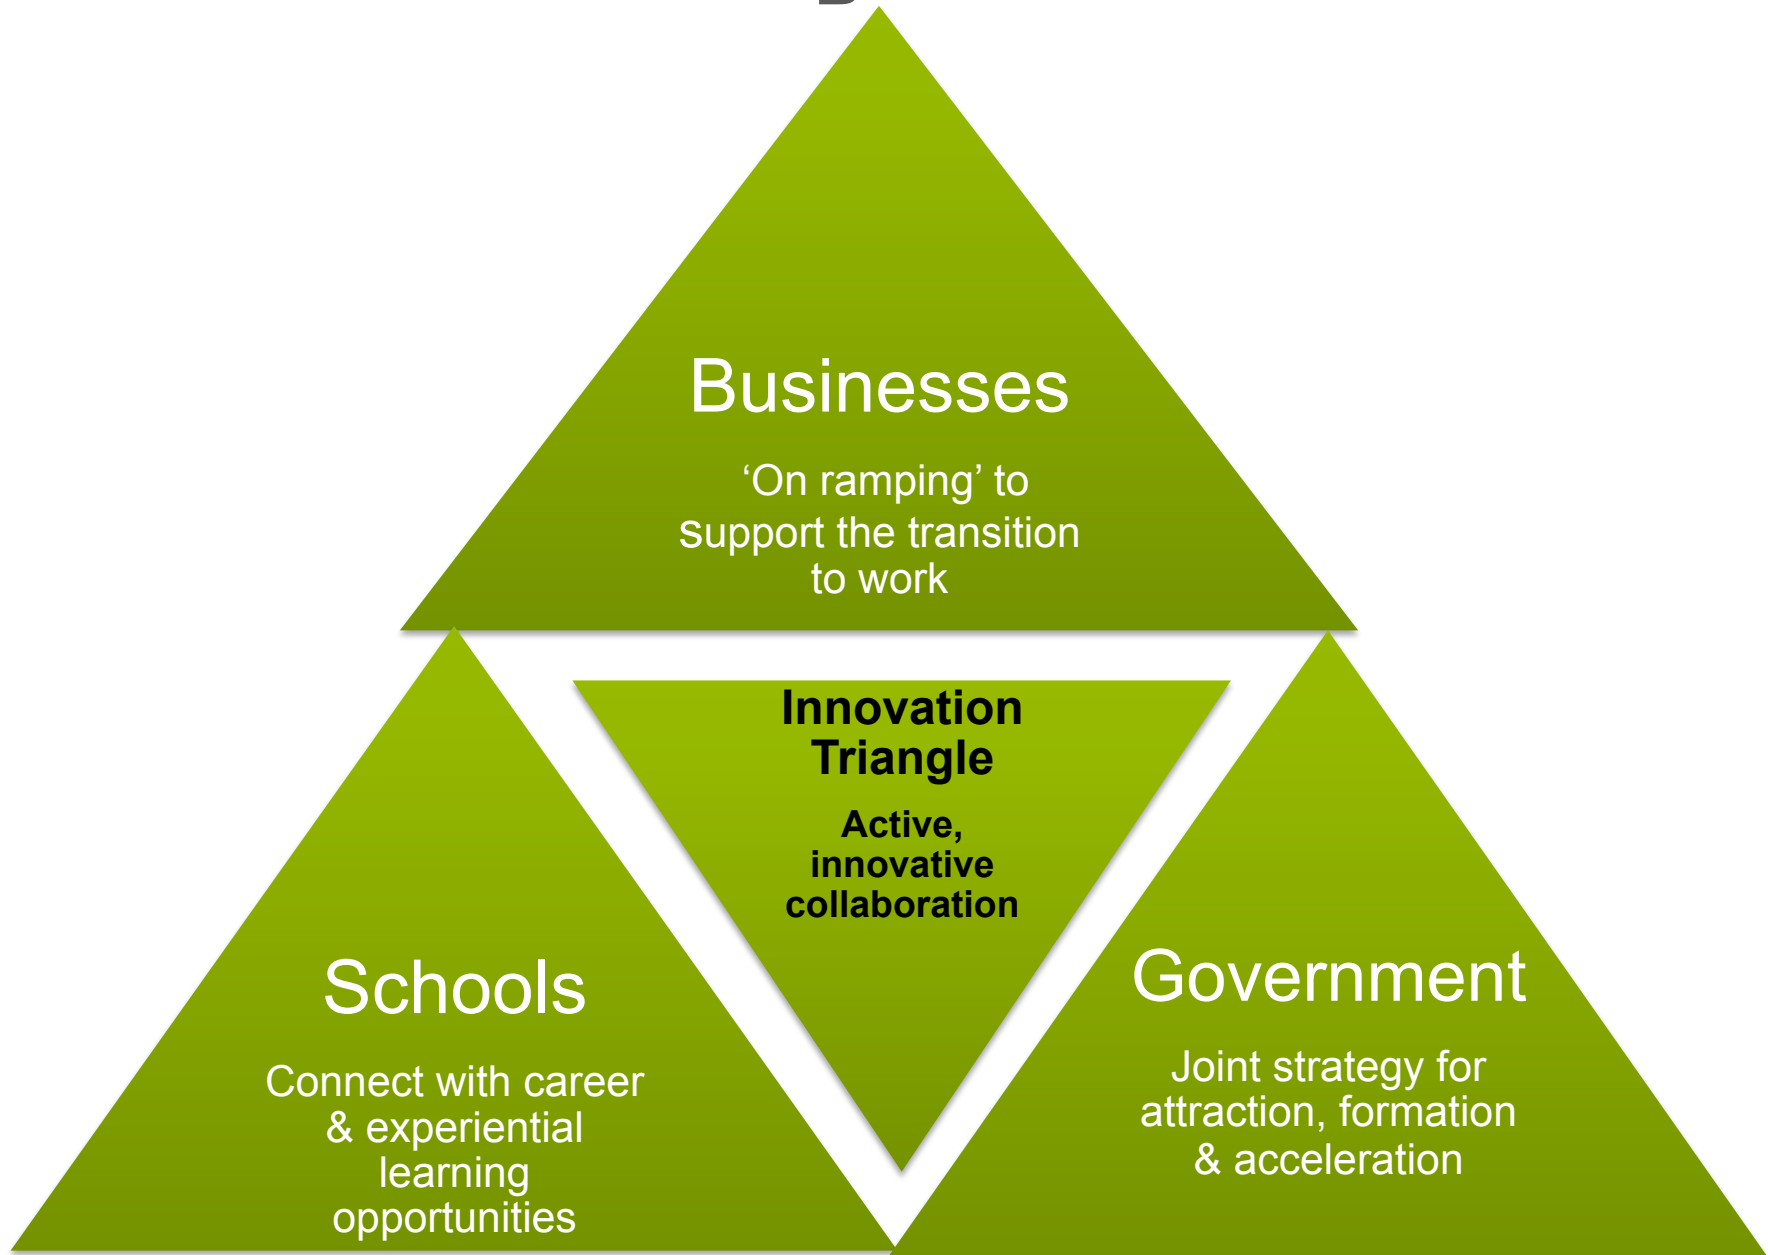 Businesses
‘On ramping’ to
support the transition
to work
Innovation
Triangle
Active,
innovative
collaboration
Schools
Connect with career
& experiential
learning
opportunities
Government
Joint strategy for
attraction, formation
& acceleration